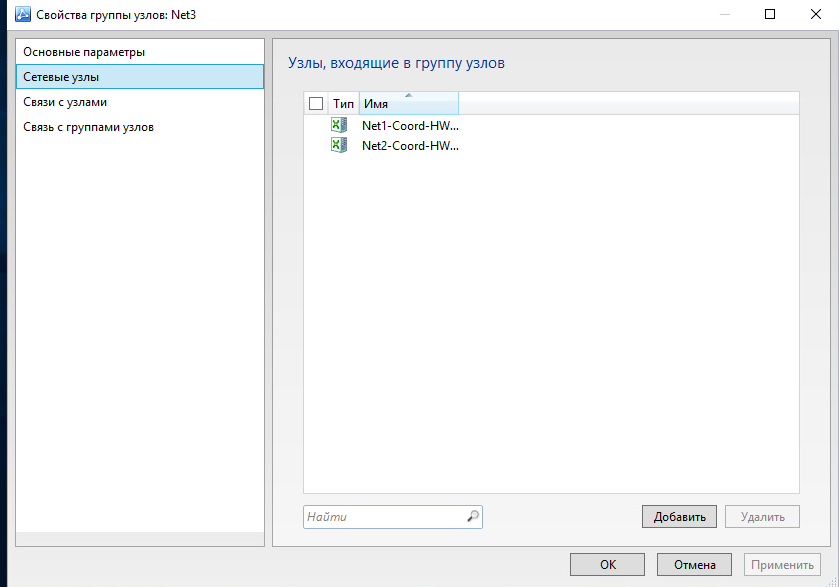 Свойства группы узлов: Net3
Основные параметры
Сетевые узлы
Связи с узлами
Связь с группами узлов
Узлы, входящие в группу узлов
Тип Имя
Net1-Coord-HW...
Net2-Coord-HW...
Найти
Добавить
Удалить
ОК
Отмена
Применить